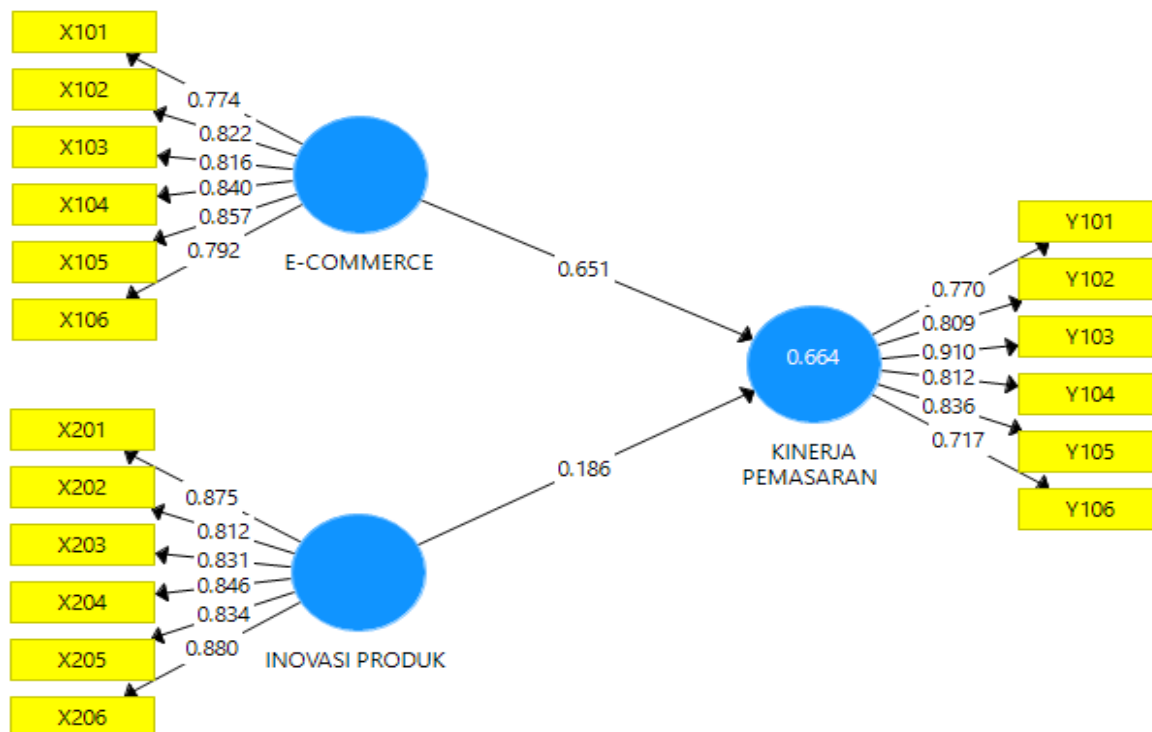 X101
X102
X103
X104
X105
X106
0.774
0.822
0.816
0.840
0.857
0.792
E-COMMERCE
0.651
X201
X202
X203
X204
X205
X206
0.875
0.812
0.831
0.846
0.834
0.880
INOVASI PRODUK
0.186
0.664
KINERJA
PEMASARAN
0.770
0.809
0.910
0.812
0.836
0.717
Y101
Y102
Y103
Y104
Y105
Y106